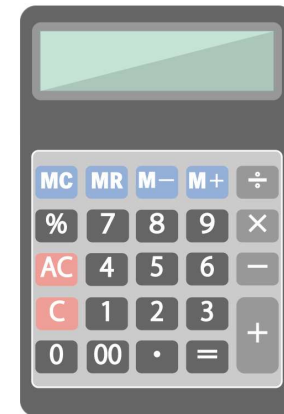 MC MR M− M+ ÷
% 7 8 9 ×
AC 4 5 6 −
C 1 2 3 +
0 00 · =